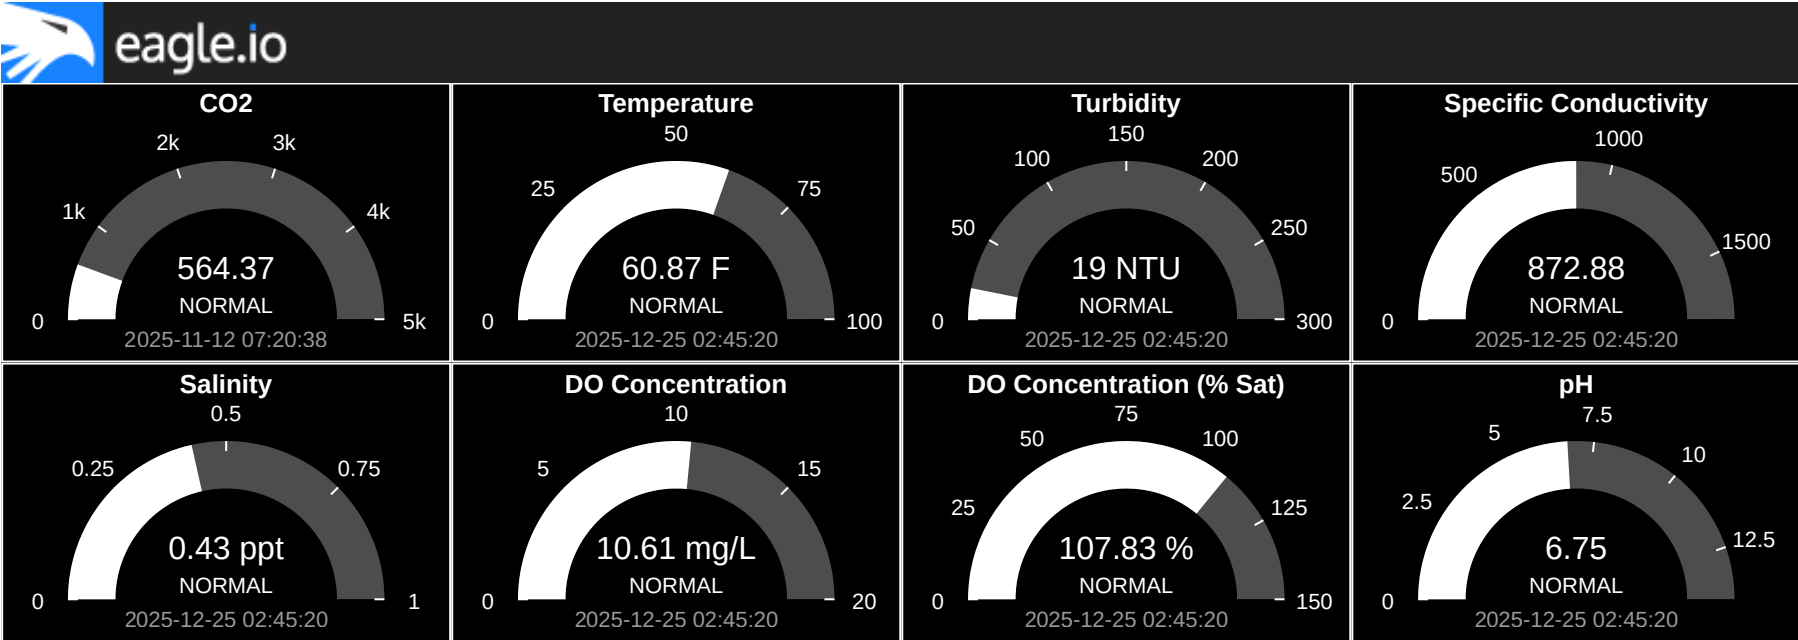 eagle.io
CO2
0
1k
2k
3k
4k
5k
564.37
NORMAL
2025-11-12 07:20:38
Temperature
0
25
50
75
100
60.87 F
NORMAL
2025-12-25 02:45:20
Turbidity
0
50
100
150
200
250
300
19 NTU
NORMAL
2025-12-25 02:45:20
Specific Conductivity
0
500
1000
1500
872.88
NORMAL
2025-12-25 02:45:20
Salinity
0
0.25
0.5
0.75
1
0.43 ppt
NORMAL
2025-12-25 02:45:20
DO Concentration
0
5
10
15
20
10.61 mg/L
NORMAL
2025-12-25 02:45:20
DO Concentration (% Sat)
0
25
50
75
100
125
150
107.83 %
NORMAL
2025-12-25 02:45:20
pH
0
2.5
5
7.5
10
12.5
6.75
NORMAL
2025-12-25 02:45:20